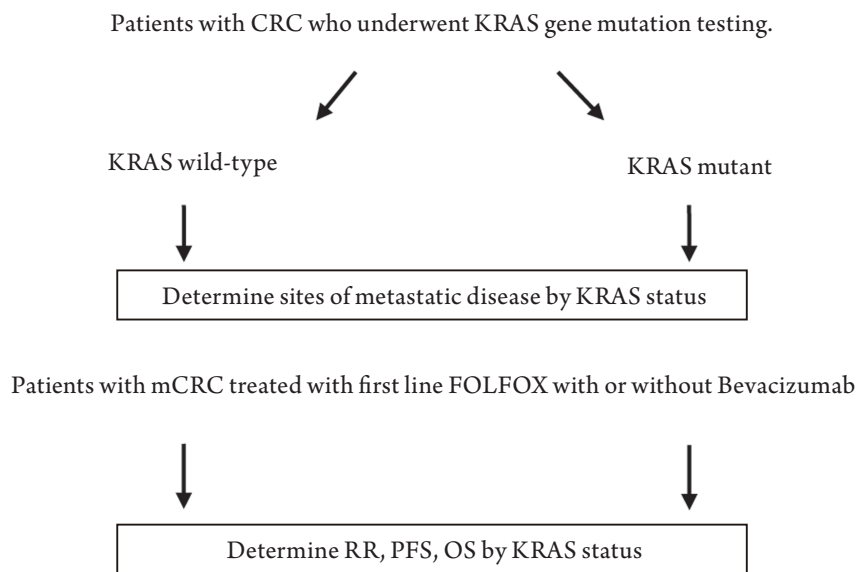 Patients with CRC who underwent KRAS gene mutation testing.
KRAS wild-type
KRAS mutant
Determine sites of metastatic disease by KRAS status
Patients with mCRC treated with first line FOLFOX with or without Bevacizumab
Determine RR, PFS, OS by KRAS status